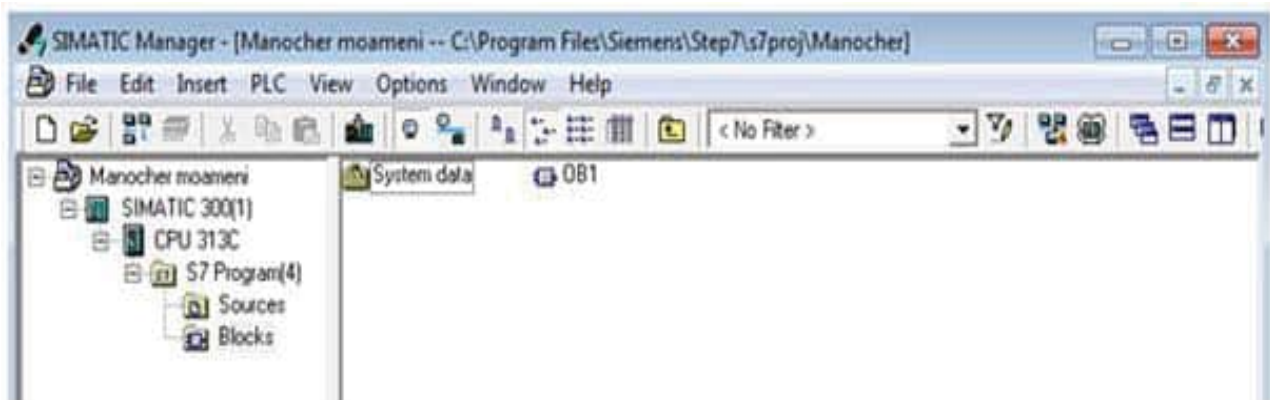 SIMATIC Manager - [Manocher moameni -- C:\Program Files\Siemens\Step7\s7proj\Manocher]
File Edit Insert PLC View Options Window Help
< No Filter >
Manocher moameni
SIMATIC 300(1)
CPU 313C
S7 Program(4)
Sources
Blocks
System data OB1